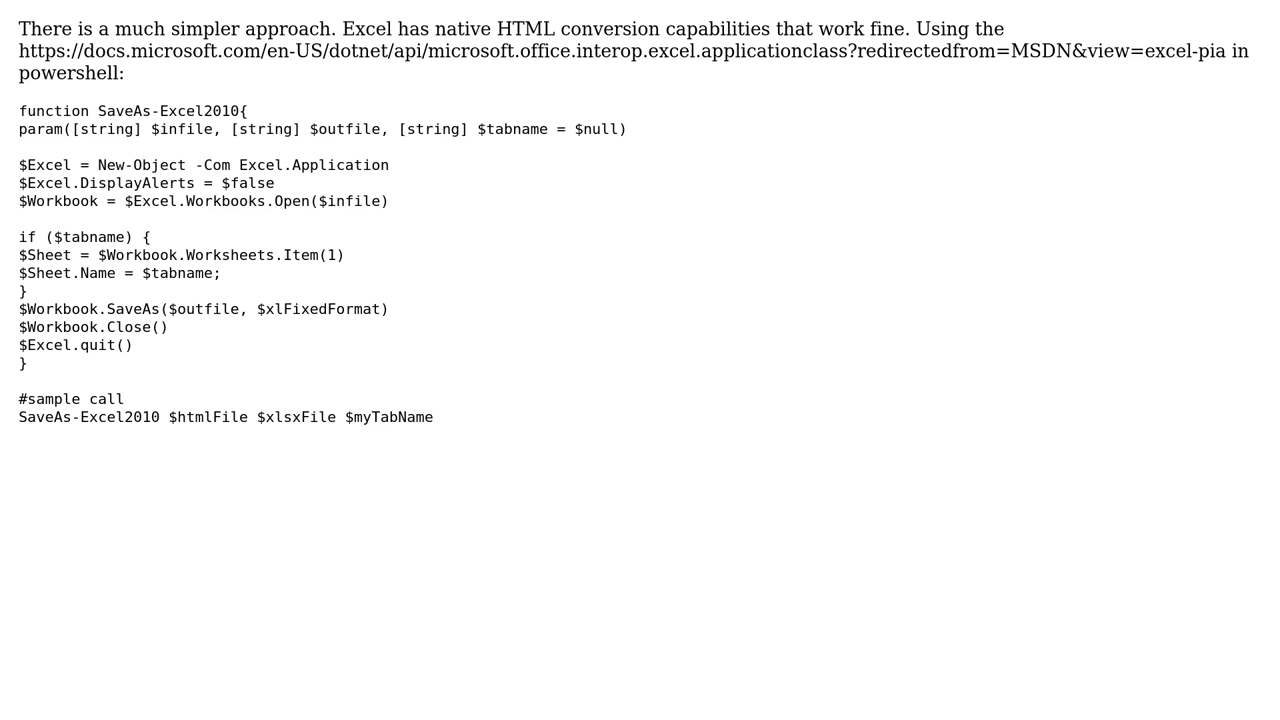 There is a much simpler approach. Excel has native HTML conversion capabilities that work fine. Using the
https://docs.microsoft.com/en-US/dotnet/api/microsoft.office.interop.excel.applicationclass?redirectedfrom=MSDN&view=excel-pia in
powershell:

function SaveAs-Excel2010{
param([string] $infile, [string] $outfile, [string] $tabname = $null)

$Excel = New-Object -Com Excel.Application
$Excel.DisplayAlerts = $false
$Workbook = $Excel.Workbooks.Open($infile)

if ($tabname) {
$Sheet = $Workbook.Worksheets.Item(1)
$Sheet.Name = $tabname;
}
$Workbook.SaveAs($outfile, $xlFixedFormat)
$Workbook.Close()
$Excel.quit()
}

#sample call
SaveAs-Excel2010 $htmlFile $xlsxFile $myTabName